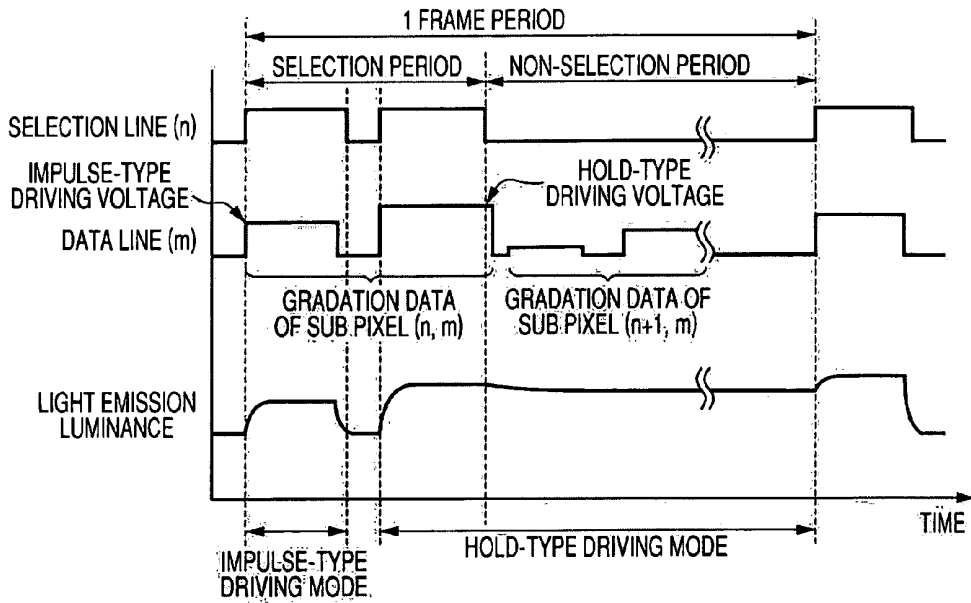 1 FRAME PERIOD
SELECTION PERIOD
NON-SELECTION PERIOD
SELECTION LINE (n)
IMPULSE-TYPE
DRIVING VOLTAGE
HOLD-TYPE
DRIVING VOLTAGE
DATA LINE (m)
GRADATION DATA
OF SUB PIXEL (n, m)
GRADATION DATA OF
SUB PIXEL (n+1, m)
LIGHT EMISSION
LUMINANCE
TIME
IMPULSE-TYPE
DRIVING MODE
HOLD-TYPE DRIVING MODE